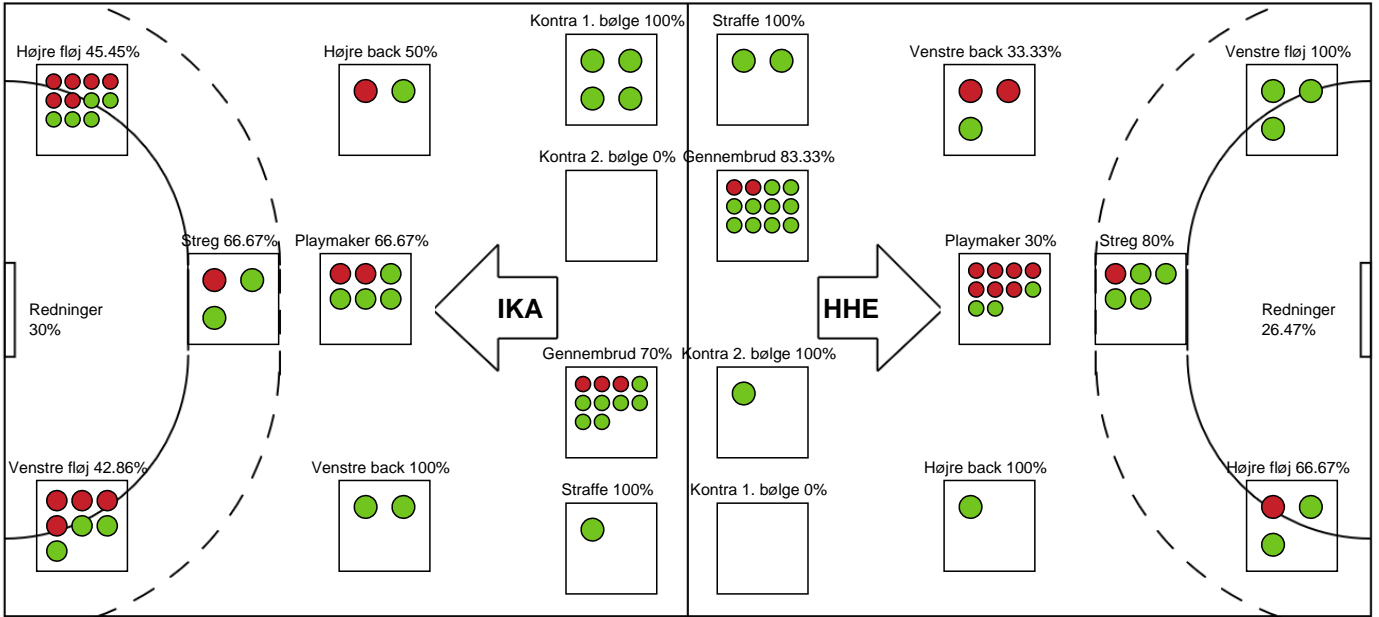 Kontra 1. bølge 100%
Straffe 100%
Højre fløj 45.45%
Højre back 50%
Venstre back 33.33%
Venstre fløj 100%
Kontra 2. bølge 0%
Gennembrud 83.33%
Streg 66.67%
Playmaker 66.67%
Playmaker 30%
Streg 80%
Redninger
30%
IKA
HHE
Redninger
26.47%
Gennembrud 70%
Kontra 2. bølge 100%
Venstre fløj 42.86%
Venstre back 100%
Højre back 100%
Højre fløj 66.67%
Straffe 100%
Kontra 1. bølge 0%